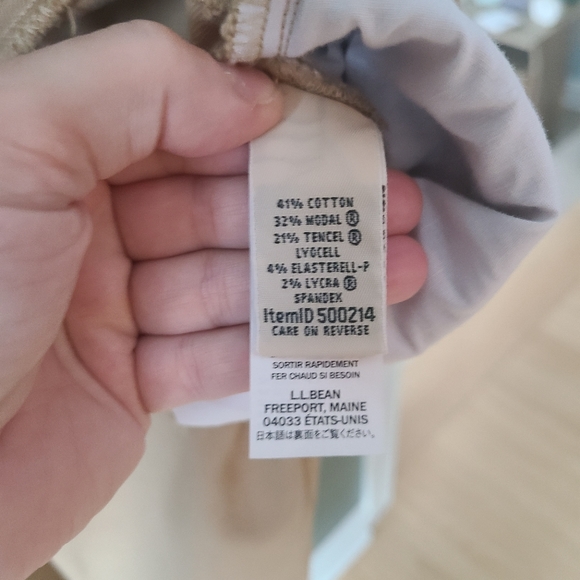 41% COTTON
32% MODAL ®
21% TENCEL ®
LYOCELL
4% ELASTERELL-P
2% LYCRA ®
SPANDEX
ItemID 500214
CARE ON REVERSE
SORTIR RAPIDEMENT
FER CHAUD SI BESOIN
L.L.BEAN
FREEPORT, MAINE
04033 ÉTATS-UNIS
日本語は裏面をご覧ください。